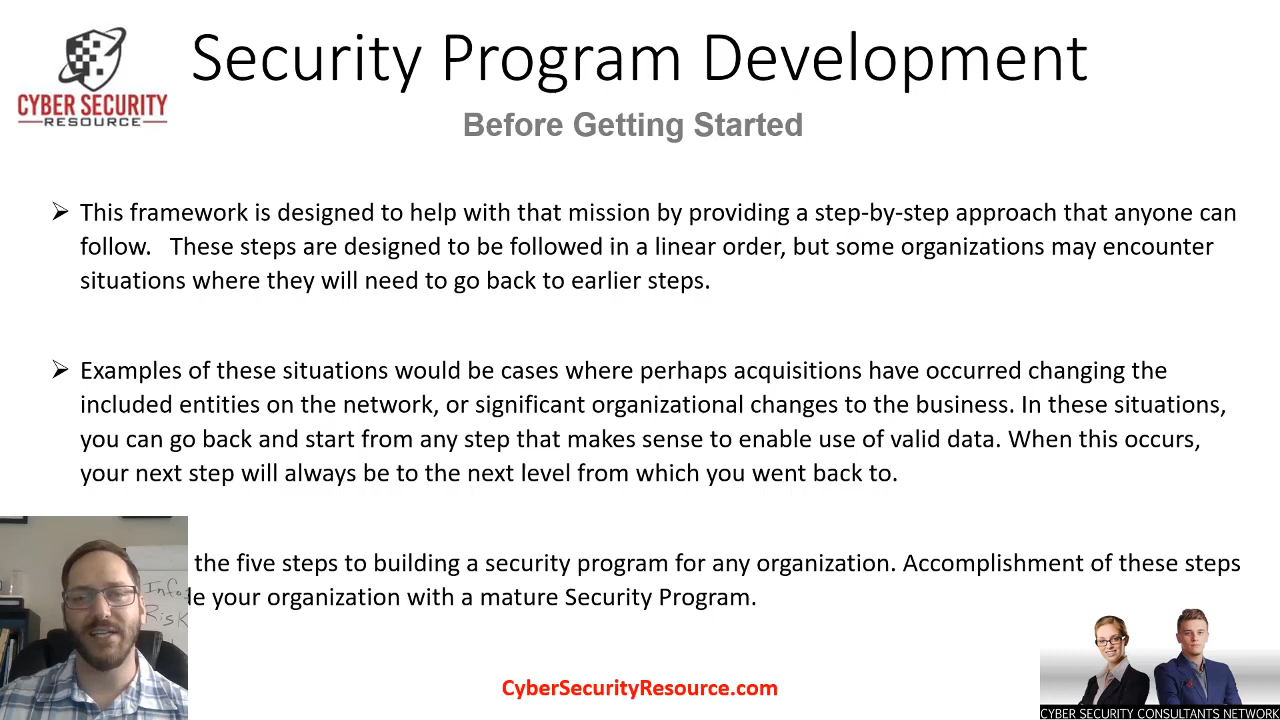 Security Program Development
CYBER SECURITY
RESOURCE
Before Getting Started
This framework is designed to help with that mission by providing a step-by-step approach that anyone can
follow.   These steps are designed to be followed in a linear order, but some organizations may encounter
situations where they will need to go back to earlier steps.
Examples of these situations would be cases where perhaps acquisitions have occurred changing the
included entities on the network, or significant organizational changes to the business. In these situations,
you can go back and start from any step that makes sense to enable use of valid data. When this occurs,
your next step will always be to the next level from which you went back to.
the five steps to building a security program for any organization. Accomplishment of these steps
your organization with a mature Security Program.
Risk
CyberSecurityResource.com
CYBER SECURITY CONSULTANTS NETWORK